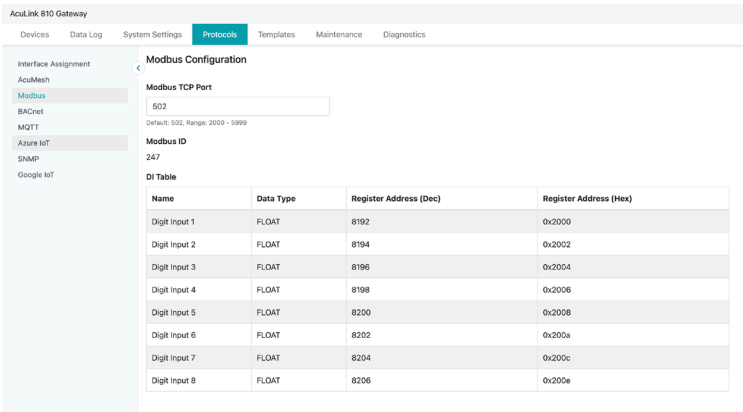 AcuLink 810 Gateway
Devices Data Log System Settings Protocols Templates Maintenance Diagnostics
Interface Assignment
AcuMesh
Modbus
BACnet
MQTT
Azure IoT
SNMP
Google IoT
Modbus Configuration
Modbus TCP Port
502
Default: 502, Range: 2000 - 5999
Modbus ID
247
DI Table
Name Data Type Register Address (Dec) Register Address (Hex)
Digit Input 1 FLOAT 8192 0x2000
Digit Input 2 FLOAT 8194 0x2002
Digit Input 3 FLOAT 8196 0x2004
Digit Input 4 FLOAT 8198 0x2006
Digit Input 5 FLOAT 8200 0x2008
Digit Input 6 FLOAT 8202 0x200a
Digit Input 7 FLOAT 8204 0x200c
Digit Input 8 FLOAT 8206 0x200e